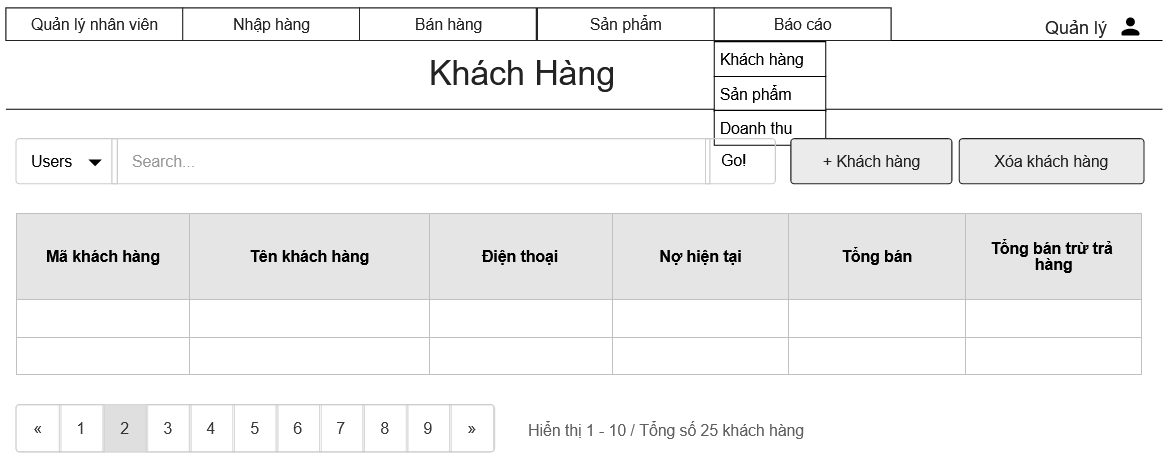 Quản lý nhân viên
Nhập hàng
Bán hàng
Sản phẩm
Báo cáo
Quản lý
Khách Hàng
Khách hàng
Sản phẩm
Doanh thu
Users
Search...
Go!
+ Khách hàng
Xóa khách hàng
Mã khách hàng
Tên khách hàng
Điện thoại
Nợ hiện tại
Tổng bán
Tổng bán trừ trả
hàng
« 1 2 3 4 5 6 7 8 9 »
Hiển thị 1 - 10 / Tổng số 25 khách hàng